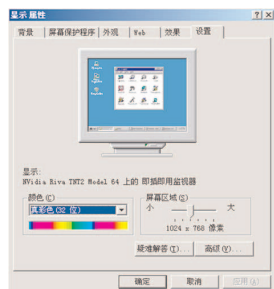 显示 属性
背景 屏幕保护程序 外观 Web 效果 设置
显示:
NVidia Riva TNT2 Model 64 上的 即插即用监视器
颜色(C)
真彩色(32 位)
屏幕区域(S)
小 大
1024 x 768 像素
疑难解答(T)... 高级(V)...
确定 取消 应用(A)